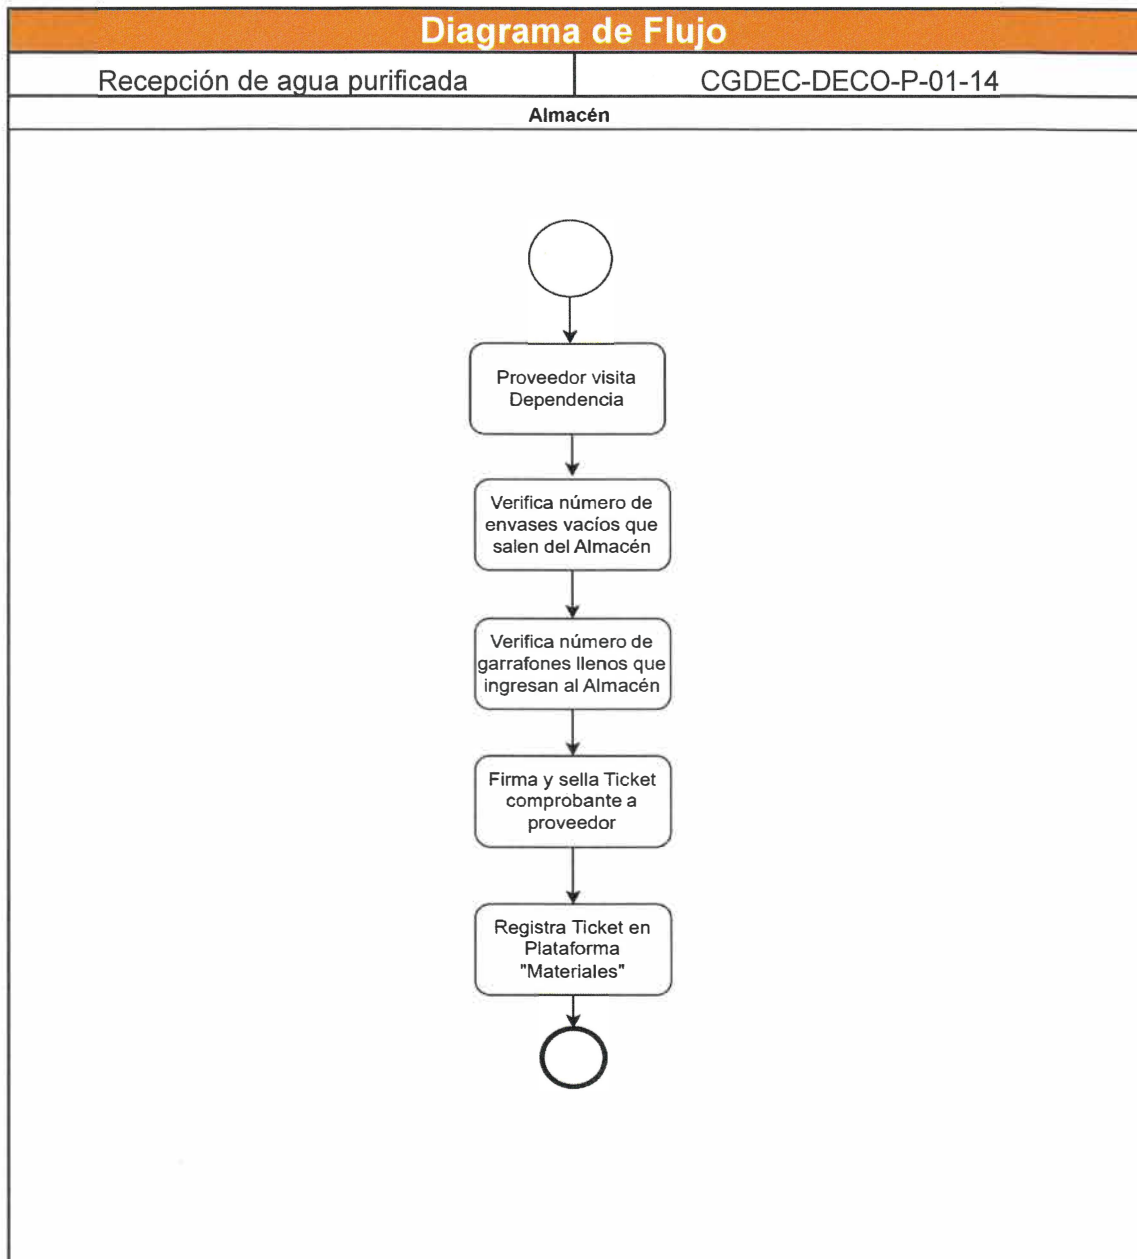 Diagrama de Flujo
Recepción de agua purificada
CGDEC-DECO-P-01-14
Almacén
Proveedor visita
Dependencia
Verifica número de
envases vacíos que
salen del Almacén
Verifica número de
garrafones llenos que
ingresan al Almacén
Firma y sella Ticket
comprobante a
proveedor
Registra Ticket en
Plataforma
"Materiales"